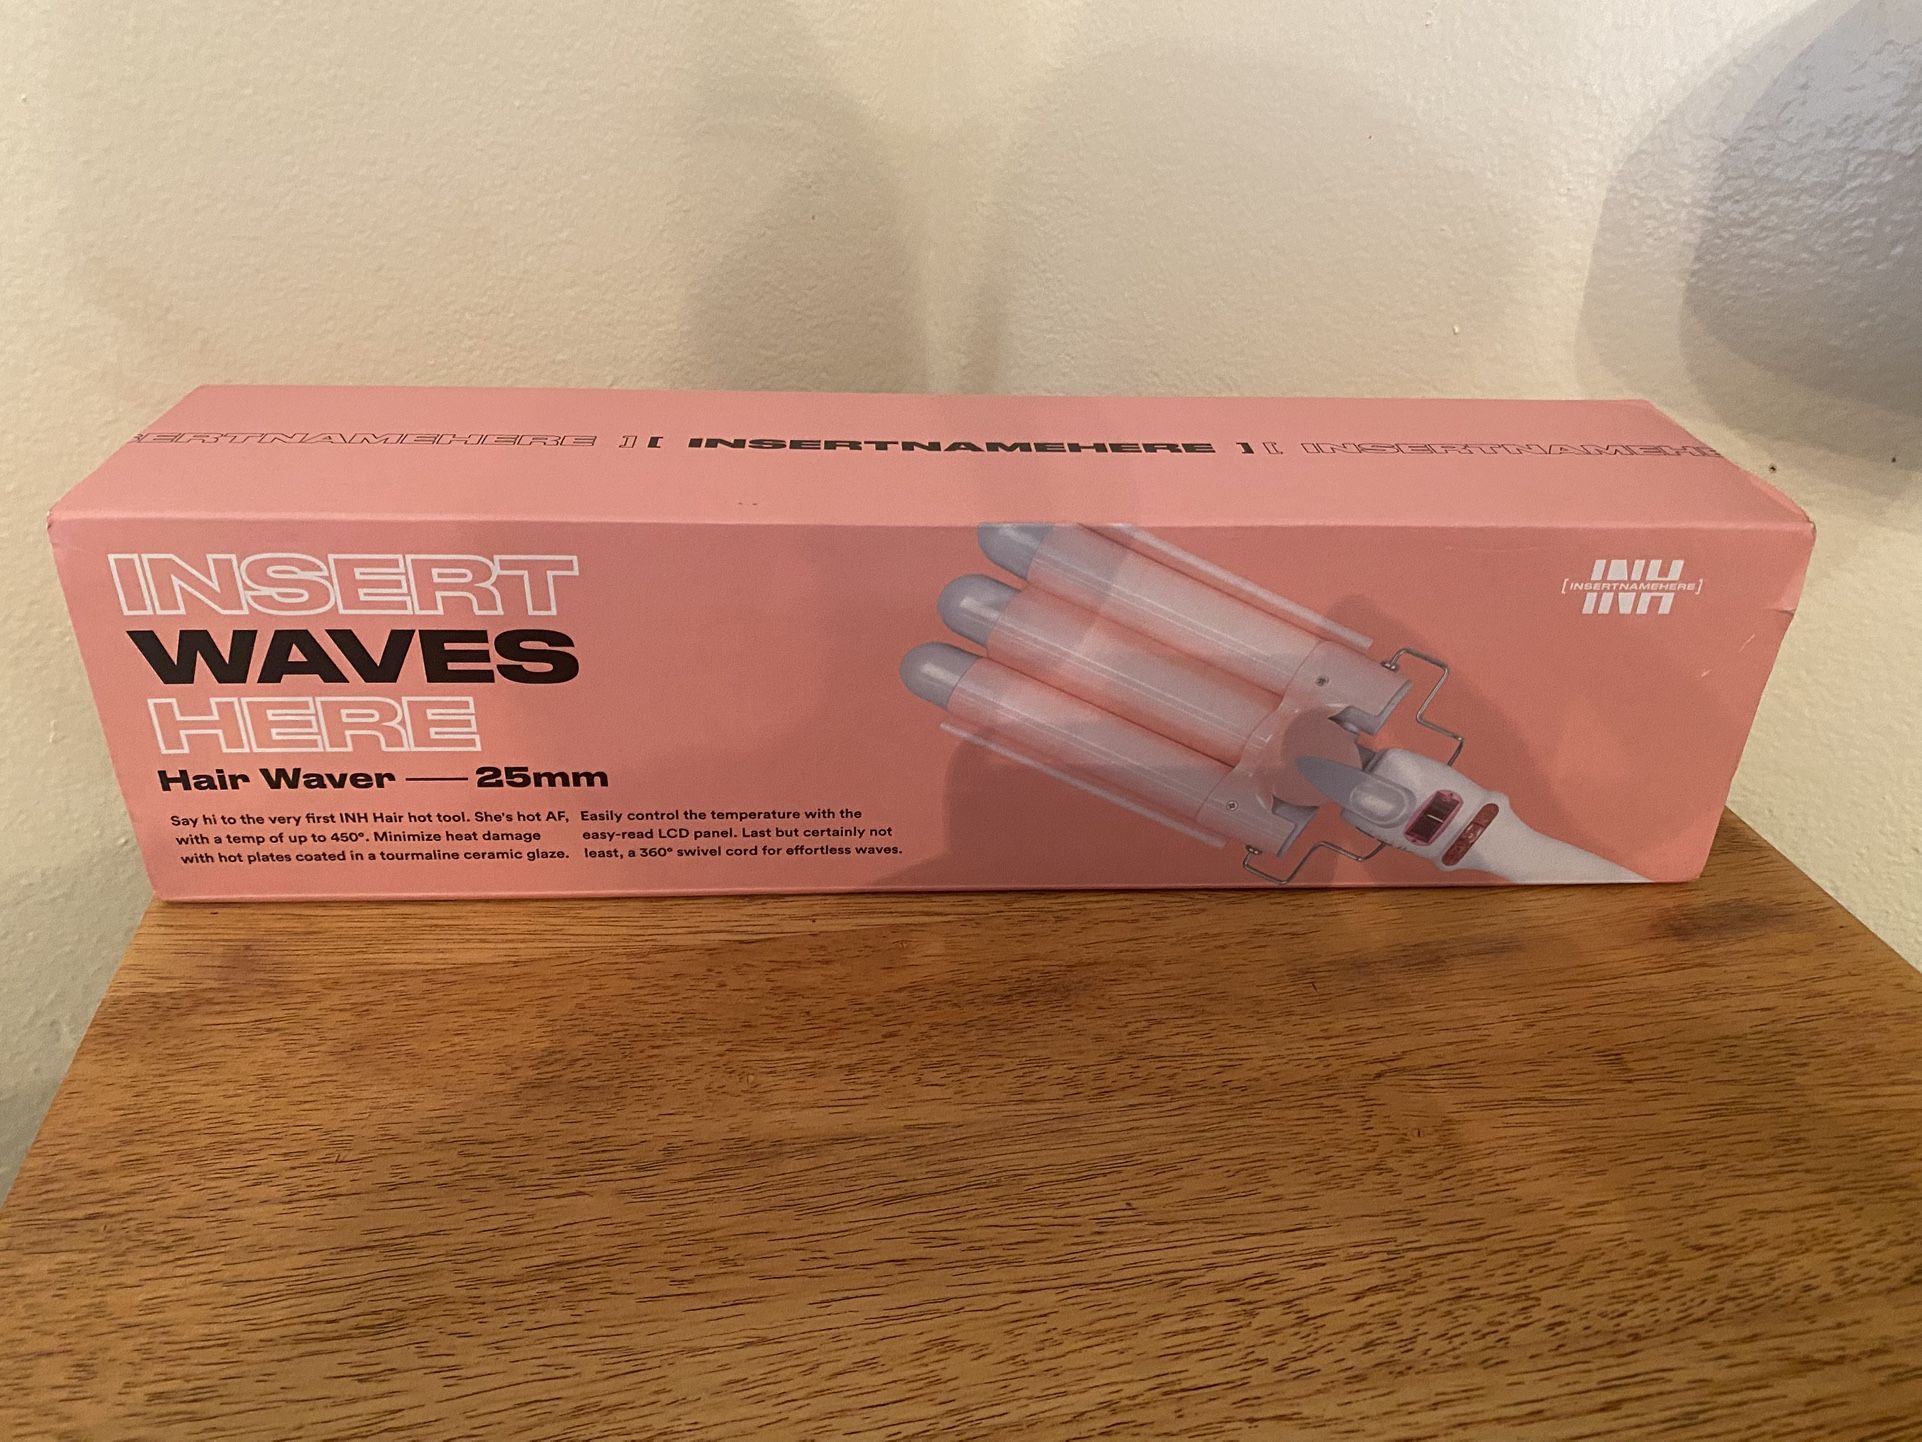 SERTNAMEHERE ] [ INSERTNAMEHERE ] [ INSERTNAMEHE
INSERT
WAVES
HERE
Hair Waver — 25mm
Say hi to the very first INH Hair hot tool. She's hot AF,
with a temp of up to 450°. Minimize heat damage
with hot plates coated in a tourmaline ceramic glaze.
Easily control the temperature with the
easy-read LCD panel. Last but certainly not
least, a 360° swivel cord for effortless waves.
INH
[INSERTNAMEHERE]
INH